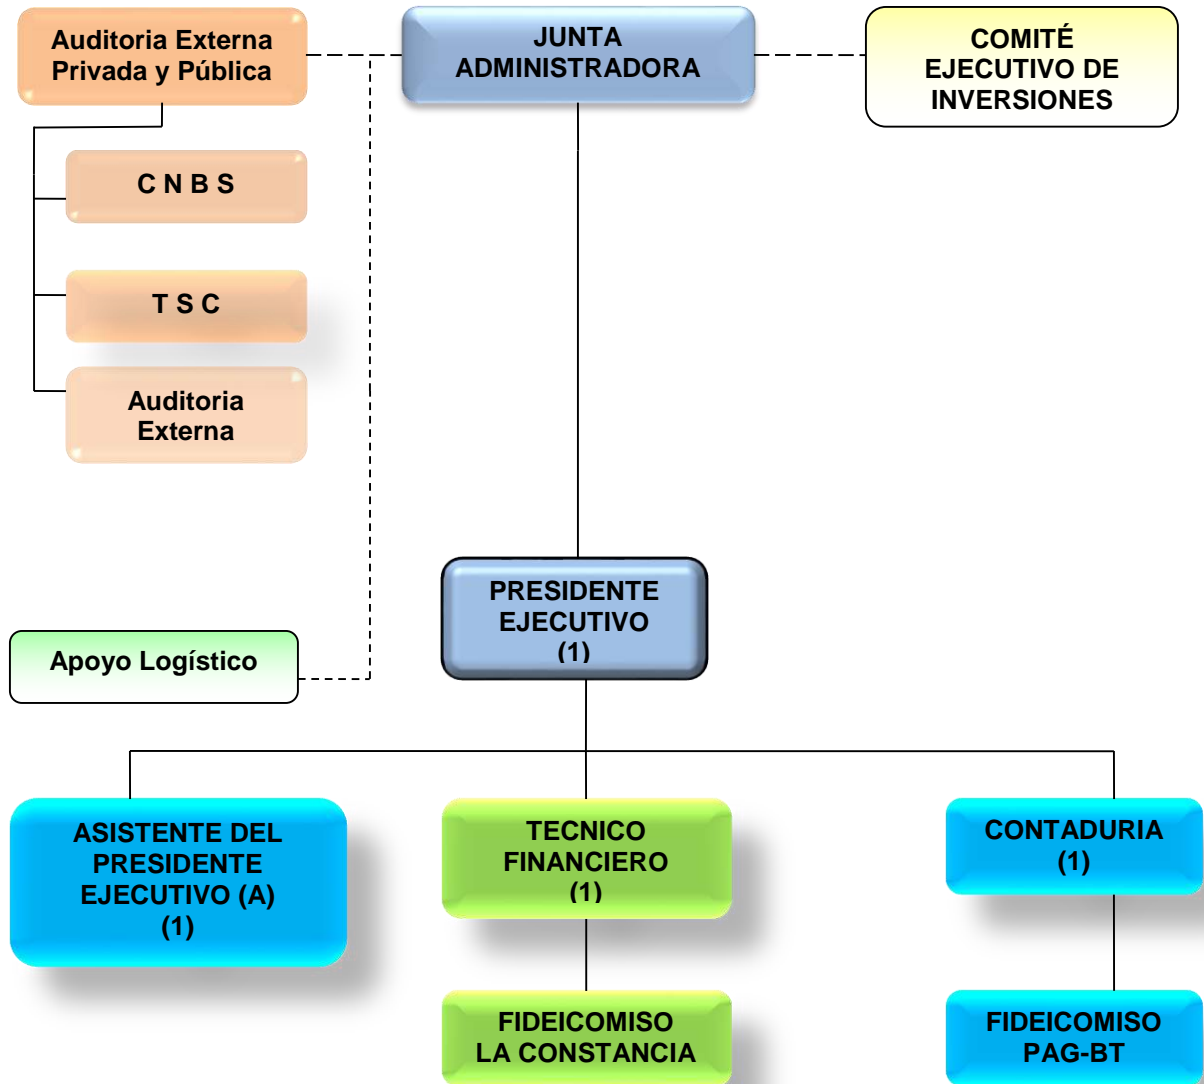 Auditoria Externa
Privada y Pública
JUNTA
ADMINISTRADORA
COMITÉ
EJECUTIVO DE
INVERSIONES
C N B S
T S C
Auditoria
Externa
PRESIDENTE
EJECUTIVO
(1)
Apoyo Logístico
ASISTENTE DEL
PRESIDENTE
EJECUTIVO (A)
(1)
TECNICO
FINANCIERO
(1)
CONTADURIA
(1)
FIDEICOMISO
LA CONSTANCIA
FIDEICOMISO
PAG-BT